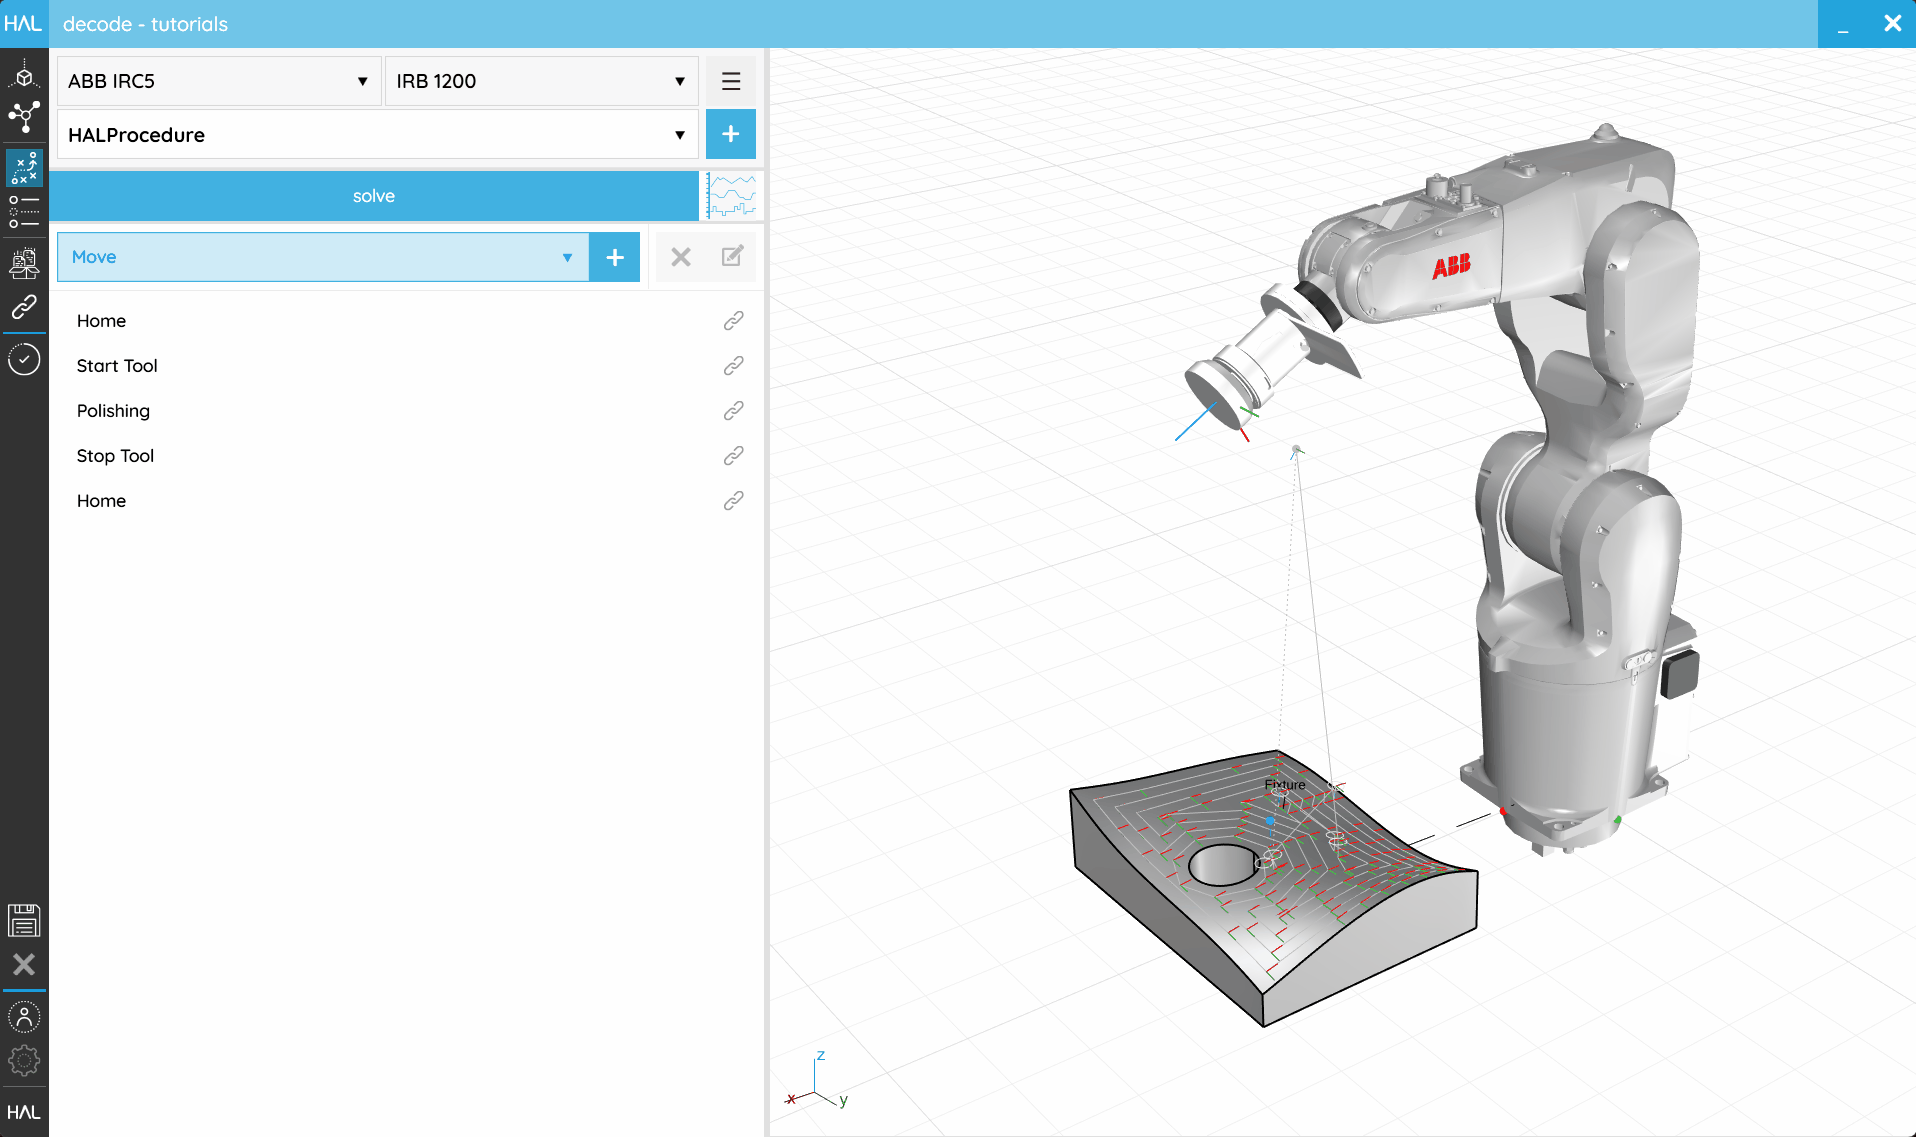 HAL
decode - tutorials
ABB IRC5
IRB 1200
HALProcedure
solve
Move
Home
Start Tool
Polishing
Stop Tool
Home
HAL
ABB
Fixture
z
x
y